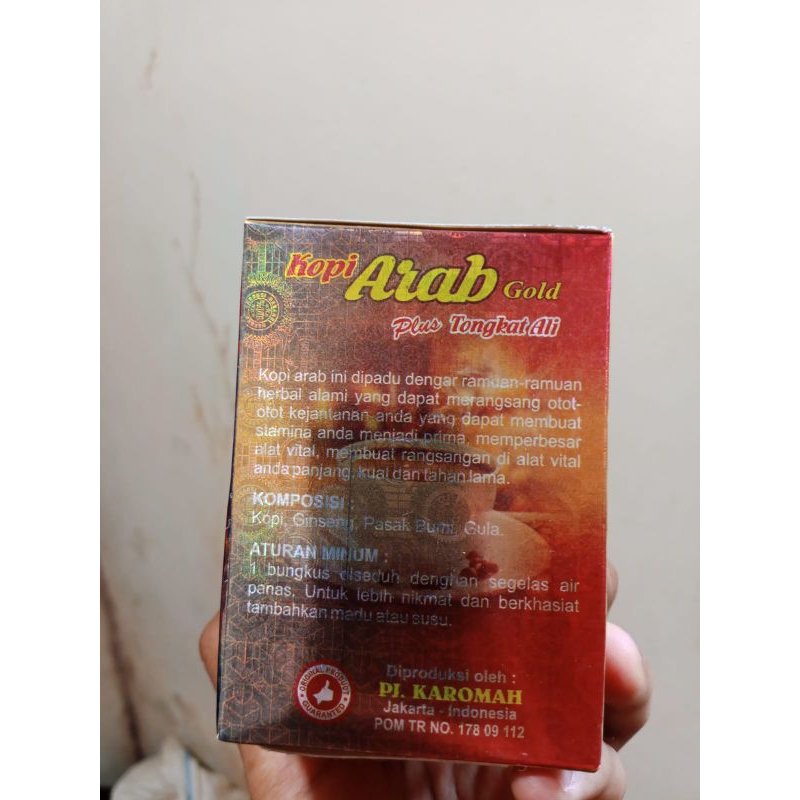 Kopi Arab Gold
Plus Tongkat Ali
Kopi arab ini dipadu dengar ramuan-ramuan
herbal alami yang dapat merangsang otot-
otot kejantanan anda yang dapat membuat
stamina anda menjadi prima, memperbesar
alat vital, membuat rangsangan di alat vital
anda panjang, kuat dan tahan lama.
KOMPOSISI :
Kopi, Ginseng, Pasak Bumi, Gula.
ATURAN MINUM :
1 bungkus diseduh denghan segelas air
panas. Untuk lebih nikmat dan berkhasiat
tambahkan madu atau susu.
ORIGINAL PRODUCT
GUARANTEED
Diproduksi oleh :
PJ. KAROMAH
Jakarta - Indonesia
POM TR NO. 178 09 112